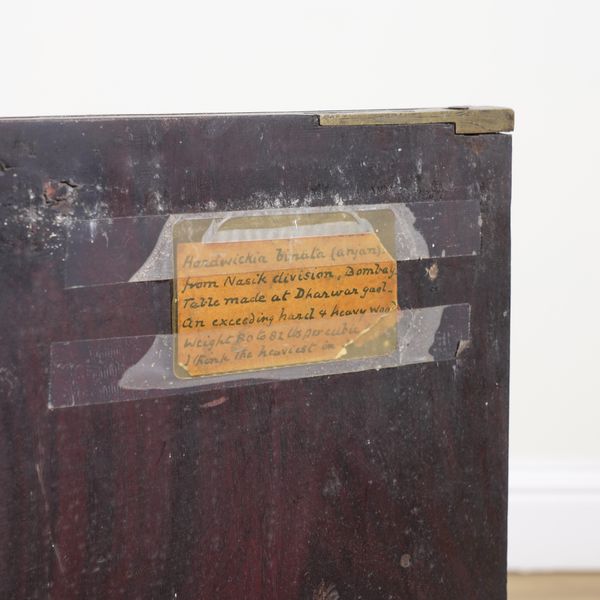 Hardwickia binata (anjan)
from Nasik division, Bombay
Table made at Dharwar gaol_
An exceeding hard & heavy wood
Weight 80 to 82 lbs per cubic
I think the heaviest in